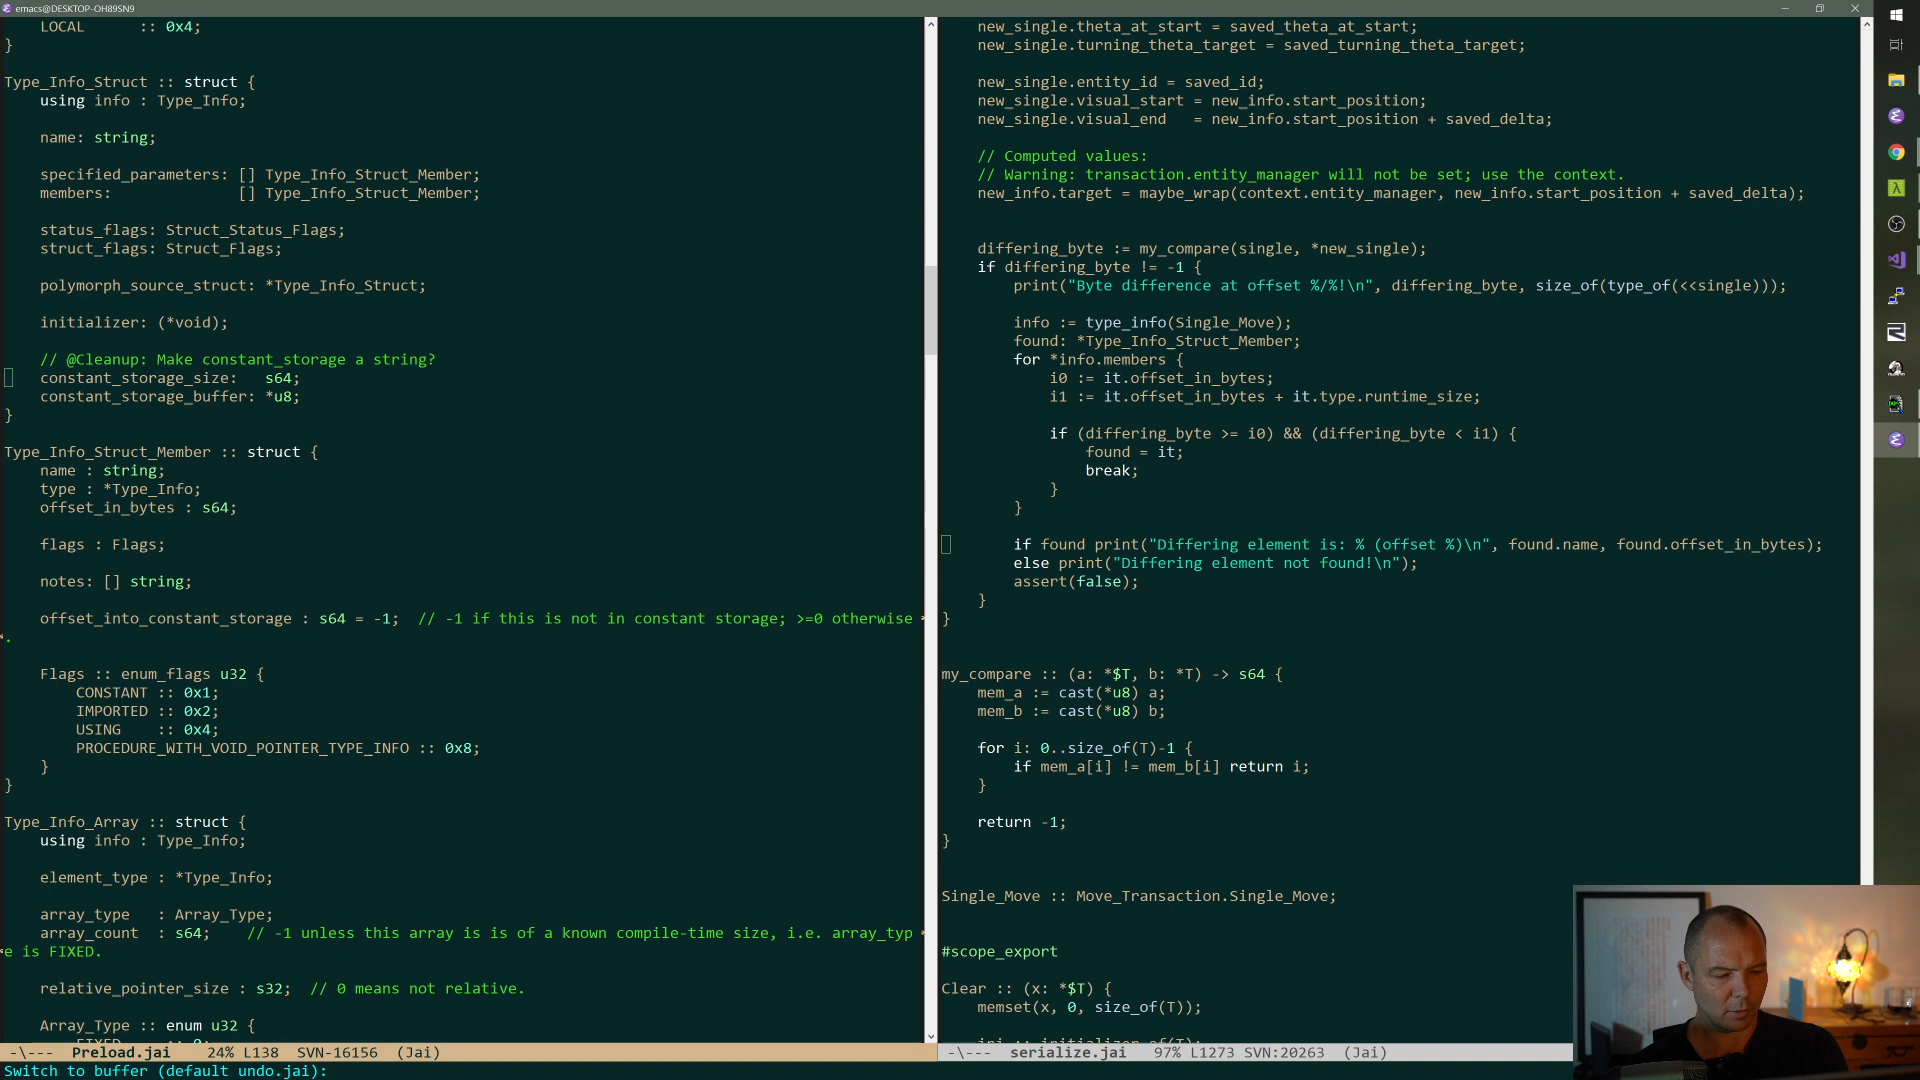 emacs@DESKTOP-OH89SN9
    LOCAL      :: 0x4;
}
Type_Info_Struct :: struct {
    using info : Type_Info;
    name: string;
    specified_parameters: [] Type_Info_Struct_Member;
    members:              [] Type_Info_Struct_Member;
    status_flags: Struct_Status_Flags;
    struct_flags: Struct_Flags;
    polymorph_source_struct: *Type_Info_Struct;
    initializer: (*void);
    // @Cleanup: Make constant_storage a string?
    constant_storage_size:   s64;
    constant_storage_buffer: *u8;
}
Type_Info_Struct_Member :: struct {
    name : string;
    type : *Type_Info;
    offset_in_bytes : s64;
    flags : Flags;
    notes: [] string;
    offset_into_constant_storage : s64 = -1;  // -1 if this is not in constant storage; >=0 otherwise
.
    Flags :: enum_flags u32 {
        CONSTANT :: 0x1;
        IMPORTED :: 0x2;
        USING    :: 0x4;
        PROCEDURE_WITH_VOID_POINTER_TYPE_INFO :: 0x8;
    }
}
Type_Info_Array :: struct {
    using info : Type_Info;
    element_type : *Type_Info;
    array_type   : Array_Type;
    array_count  : s64;    // -1 unless this array is is of a known compile-time size, i.e. array_typ
e is FIXED.
    relative_pointer_size : s32;  // 0 means not relative.
    Array_Type :: enum u32 {
-\---  Preload.jai    24% L138  SVN-16156  (Jai)
    new_single.theta_at_start = saved_theta_at_start;
    new_single.turning_theta_target = saved_turning_theta_target;
    new_single.entity_id = saved_id;
    new_single.visual_start = new_info.start_position;
    new_single.visual_end   = new_info.start_position + saved_delta;
    // Computed values:
    // Warning: transaction.entity_manager will not be set; use the context.
    new_info.target = maybe_wrap(context.entity_manager, new_info.start_position + saved_delta);
    differing_byte := my_compare(single, *new_single);
    if differing_byte != -1 {
        print("Byte difference at offset %/%!\n", differing_byte, size_of(type_of(<<single)));
        info := type_info(Single_Move);
        found: *Type_Info_Struct_Member;
        for *info.members {
            i0 := it.offset_in_bytes;
            i1 := it.offset_in_bytes + it.type.runtime_size;
            if (differing_byte >= i0) && (differing_byte < i1) {
                found = it;
                break;
            }
        }
        if found print("Differing element is: % (offset %)\n", found.name, found.offset_in_bytes);
        else print("Differing element not found!\n");
        assert(false);
    }
}
my_compare :: (a: *$T, b: *T) -> s64 {
    mem_a := cast(*u8) a;
    mem_b := cast(*u8) b;
    for i: 0..size_of(T)-1 {
        if mem_a[i] != mem_b[i] return i;
    }
    return -1;
}
Single_Move :: Move_Transaction.Single_Move;
#scope_export
Clear :: (x: *$T) {
    memset(x, 0, size_of(T));
-\---  serialize.jai    97% L1273 SVN:20263  (Jai)
Switch to buffer (default undo.jai):